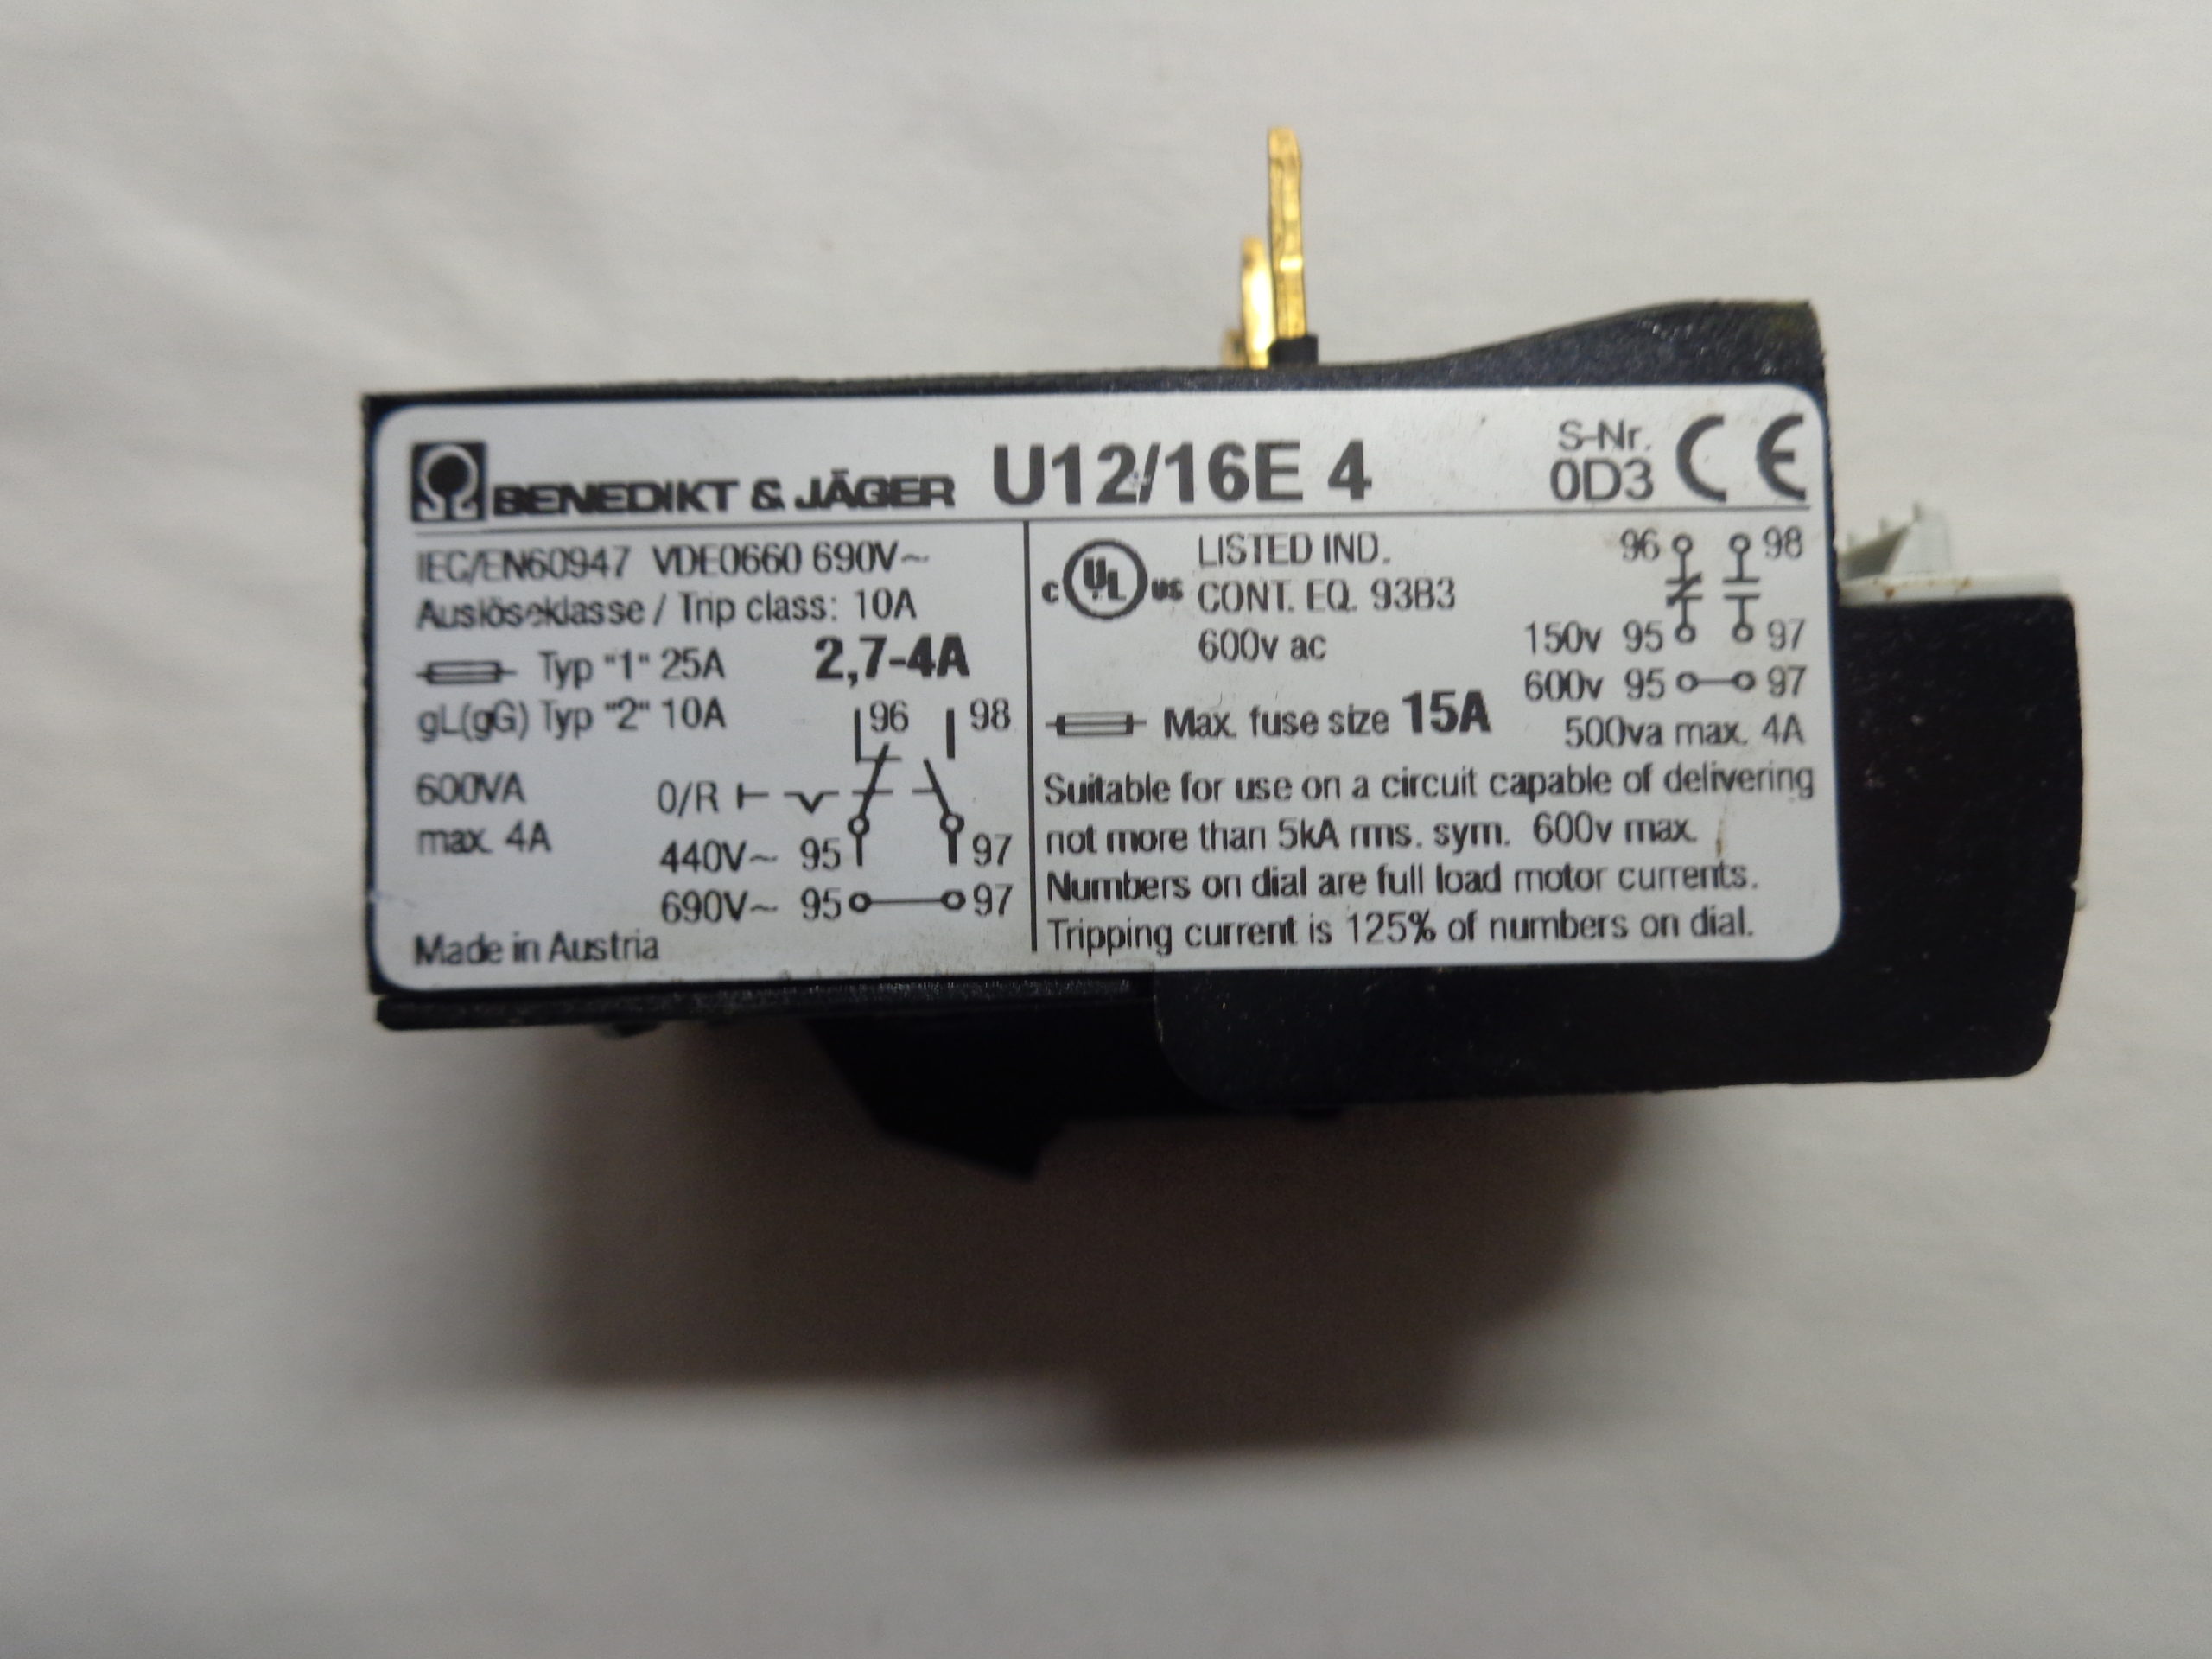 BENEDIKT & JÄGER U12/16E 4
S-Nr.
0D3 CE
IEC/EN60947 VDE0660 690V~
Auslöseklasse / Trip class: 10A
Typ "1" 25A 2,7-4A
gL(gG) Typ "2" 10A
96 98
600VA
max. 4A
0/R
440V~ 95 97
690V~ 95 97
Made in Austria
c UL us
LISTED IND.
CONT. EQ. 93B3
600v ac
96 98
150v 95 97
600v 95 97
500va max. 4A
Max. fuse size 15A
Suitable for use on a circuit capable of delivering
not more than 5kA rms. sym. 600v max.
Numbers on dial are full load motor currents.
Tripping current is 125% of numbers on dial.